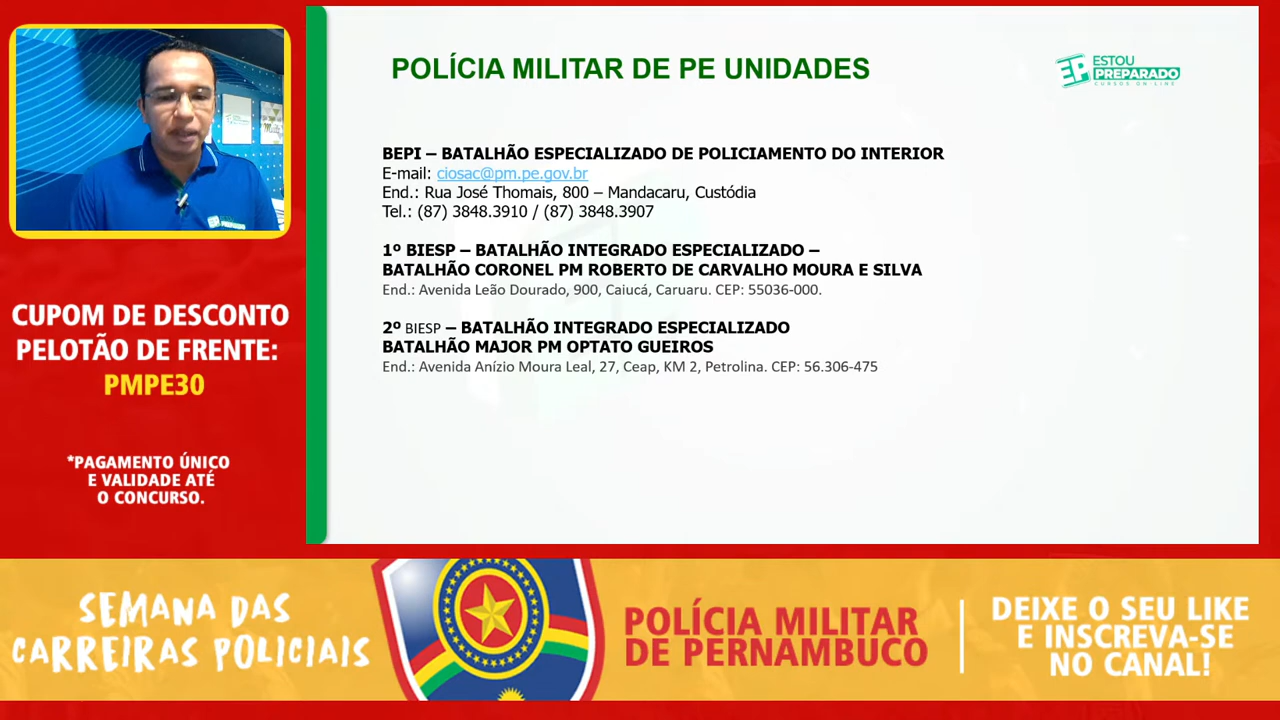 POLÍCIA MILITAR DE PE UNIDADES
EP ESTOU
PREPARADO
CURSOS ON-LINE
BEPI – BATALHÃO ESPECIALIZADO DE POLICIAMENTO DO INTERIOR
E-mail: ciosac@pm.pe.gov.br
End.: Rua José Thomais, 800 – Mandacaru, Custódia
Tel.: (87) 3848.3910 / (87) 3848.3907
1º BIESP – BATALHÃO INTEGRADO ESPECIALIZADO –
BATALHÃO CORONEL PM ROBERTO DE CARVALHO MOURA E SILVA
End.: Avenida Leão Dourado, 900, Caiucá, Caruaru. CEP: 55036-000.
2º BIESP – BATALHÃO INTEGRADO ESPECIALIZADO
BATALHÃO MAJOR PM OPTATO GUEIROS
End.: Avenida Anízio Moura Leal, 27, Ceap, KM 2, Petrolina. CEP: 56.306-475
CUPOM DE DESCONTO
PELOTÃO DE FRENTE:
PMPE30
*PAGAMENTO ÚNICO
E VALIDADE ATÉ
O CONCURSO.
SEMANA DAS
CARREIRAS POLICIAIS
POLÍCIA MILITAR
DE PERNAMBUCO
DEIXE O SEU LIKE
E INSCREVA-SE
NO CANAL!